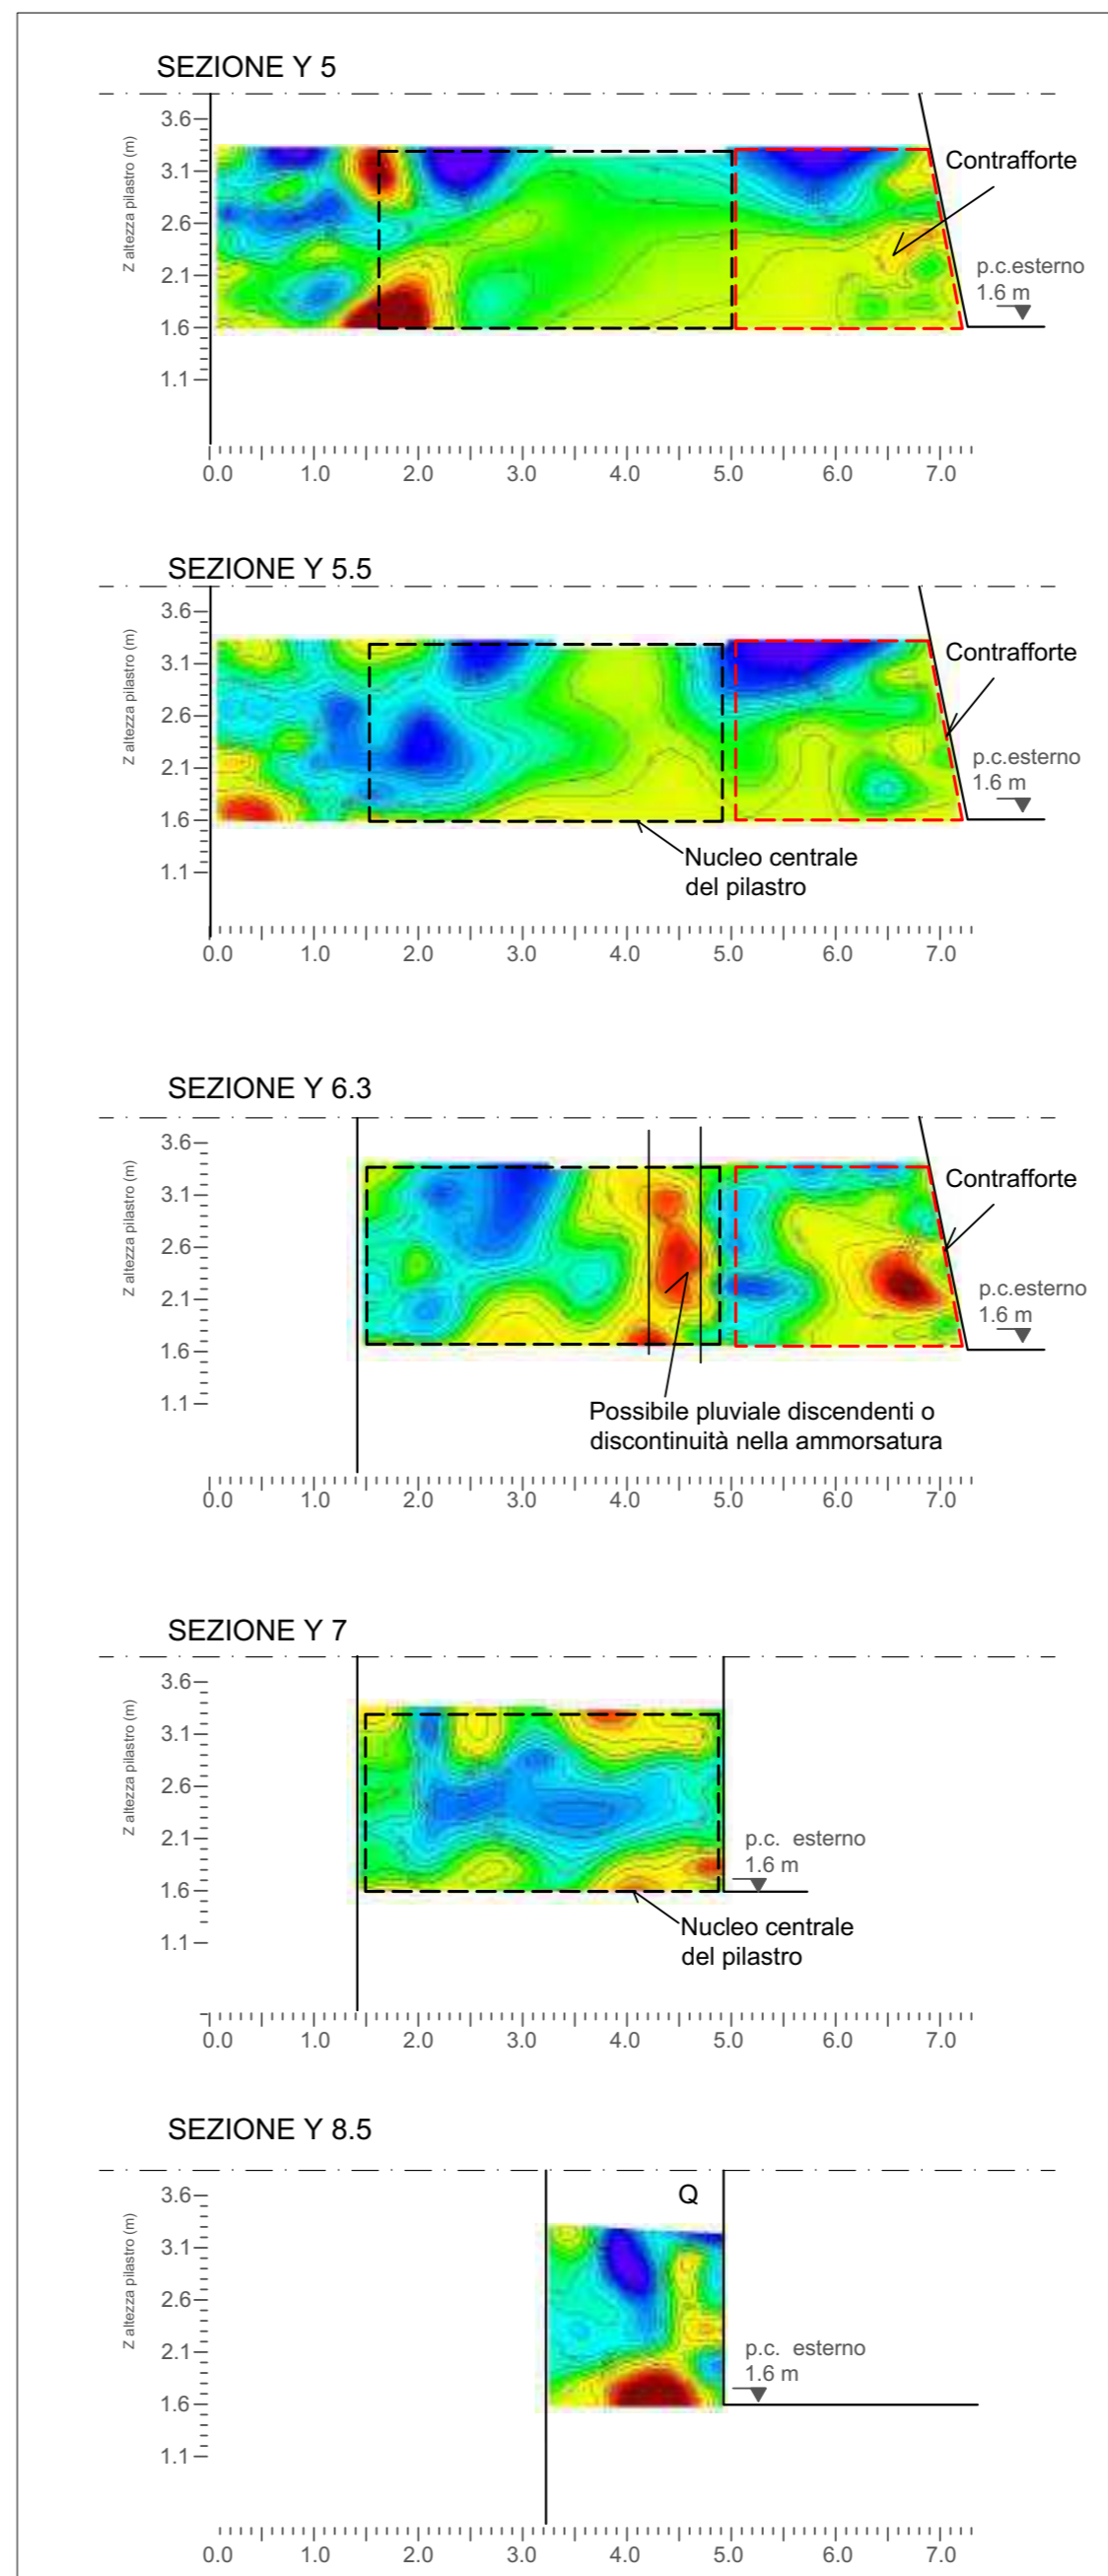 SEZIONE Y 5
Z altezza pilastro (m)
3.6
3.1
2.6
2.1
1.6
1.1
Contrafforte
p.c.esterno
1.6 m
0.0 1.0 2.0 3.0 4.0 5.0 6.0 7.0
SEZIONE Y 5.5
Z altezza pilastro (m)
3.6
3.1
2.6
2.1
1.6
1.1
Contrafforte
p.c.esterno
1.6 m
Nucleo centrale
del pilastro
0.0 1.0 2.0 3.0 4.0 5.0 6.0 7.0
SEZIONE Y 6.3
Z altezza pilastro (m)
3.6
3.1
2.6
2.1
1.6
1.1
Contrafforte
p.c.esterno
1.6 m
Possibile pluviale discendenti o
discontinuità nella ammorsatura
0.0 1.0 2.0 3.0 4.0 5.0 6.0 7.0
SEZIONE Y 7
Z altezza pilastro (m)
3.6
3.1
2.6
2.1
1.6
1.1
p.c. esterno
1.6 m
Nucleo centrale
del pilastro
0.0 1.0 2.0 3.0 4.0 5.0 6.0 7.0
SEZIONE Y 8.5
Z altezza pilastro (m)
3.6
3.1
2.6
2.1
1.6
1.1
Q
p.c. esterno
1.6 m
0.0 1.0 2.0 3.0 4.0 5.0 6.0 7.0